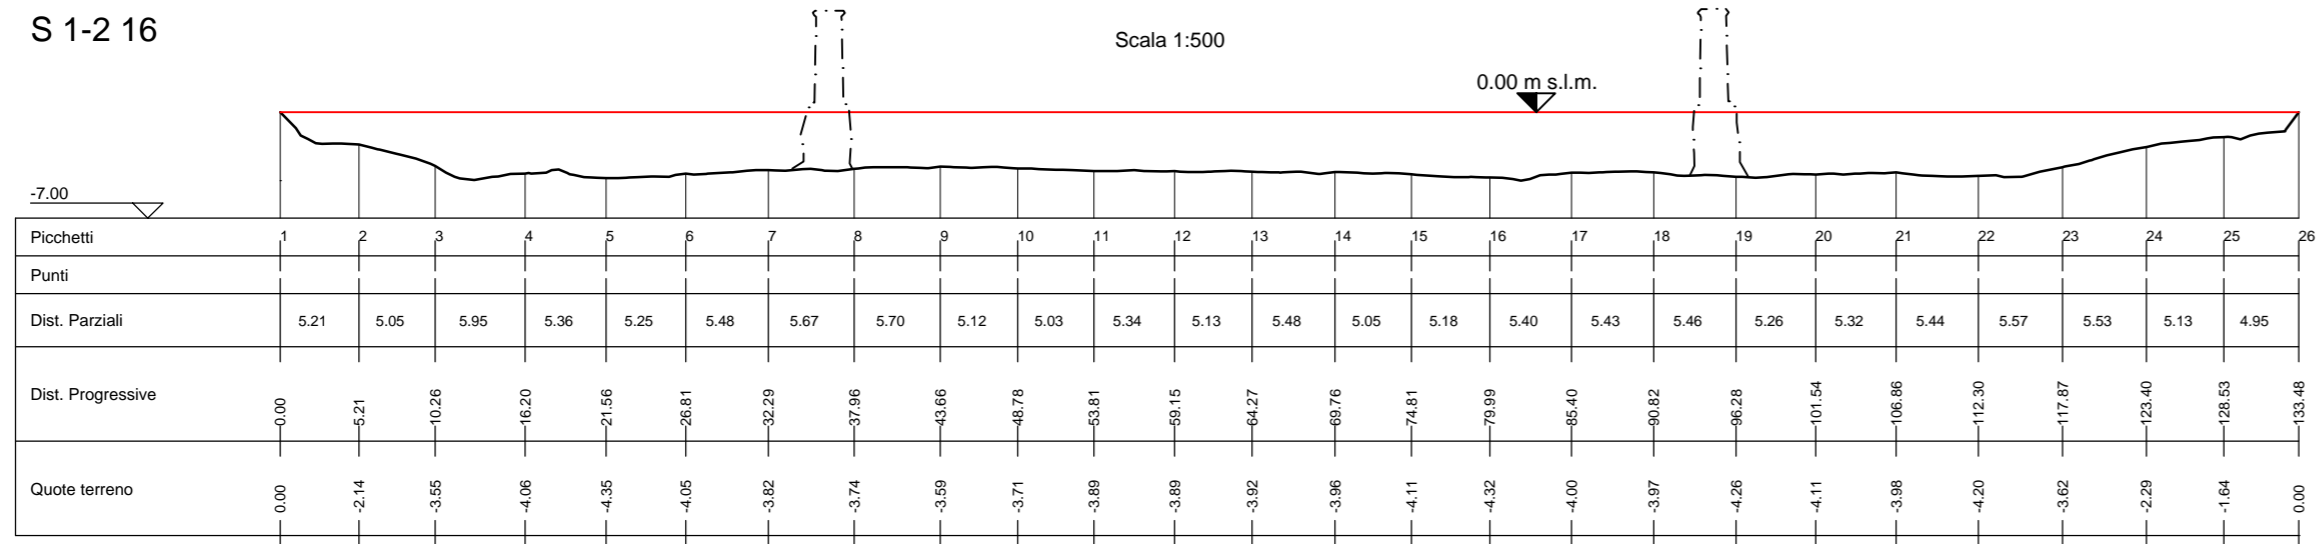 S 1-2 16
Scala 1:500
0.00 m s.l.m.
-7.00
Picchetti 1 2 3 4 5 6 7 8 9 10 11 12 13 14 15 16 17 18 19 20 21 22 23 24 25 26
Punti
Dist. Parziali 5.21 5.05 5.95 5.36 5.25 5.48 5.67 5.70 5.12 5.03 5.34 5.13 5.48 5.05 5.18 5.40 5.43 5.46 5.26 5.32 5.44 5.57 5.53 5.13 4.95
Dist. Progressive 0.00 5.21 10.26 16.20 21.56 26.81 32.29 37.96 43.66 48.78 53.81 59.15 64.27 69.76 74.81 79.99 85.40 90.82 96.28 101.54 106.86 112.30 117.87 123.40 128.53 133.48
Quote terreno 0.00 -2.14 -3.55 -4.06 -4.35 -4.05 -3.82 -3.74 -3.59 -3.71 -3.89 -3.89 -3.92 -3.96 -4.11 -4.32 -4.00 -3.97 -4.26 -4.11 -3.98 -4.20 -3.62 -2.29 -1.64 0.00